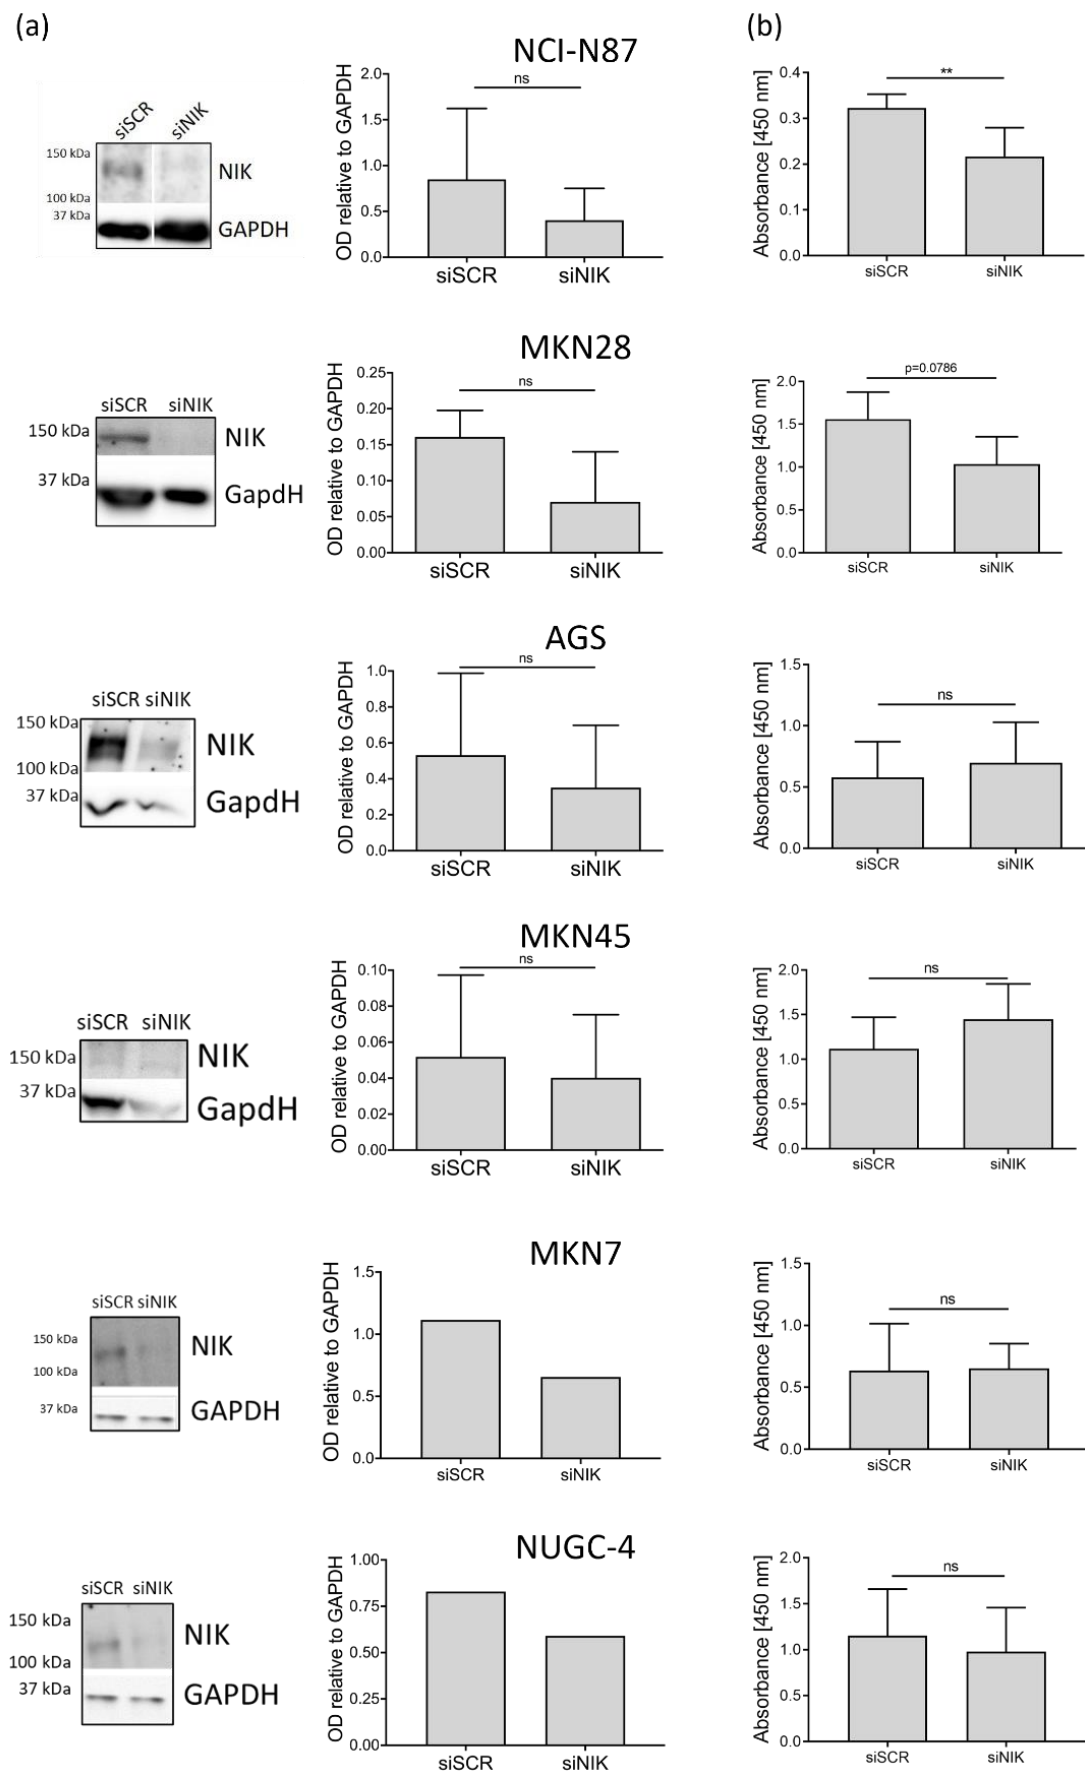 (a)
(b)
NCI-N87
siSCR siNIK
150 kDa
NIK
100 kDa
37 kDa
GAPDH
OD relative to GAPDH
2.0
1.5
1.0
0.5
0.0
ns
siSCR siNIK
Absorbance [450 nm]
0.4
0.3
0.2
0.1
0.0
**
siSCR siNIK
MKN28
siSCR siNIK
150 kDa
NIK
37 kDa
GapdH
OD relative to GAPDH
0.25
0.20
0.15
0.10
0.05
0.00
ns
siSCR siNIK
Absorbance [450 nm]
2.0
1.5
1.0
0.5
0.0
p=0.0786
siSCR siNIK
AGS
siSCR siNIK
150 kDa
NIK
100 kDa
37 kDa
GapdH
OD relative to GAPDH
1.0
0.8
0.6
0.4
0.2
0.0
ns
siSCR siNIK
Absorbance [450 nm]
1.5
1.0
0.5
0.0
ns
siSCR siNIK
MKN45
siSCR siNIK
150 kDa
NIK
37 kDa
GapdH
OD relative to GAPDH
0.10
0.08
0.06
0.04
0.02
0.00
ns
siSCR siNIK
Absorbance [450 nm]
2.0
1.5
1.0
0.5
0.0
ns
siSCR siNIK
MKN7
siSCR siNIK
150 kDa
NIK
100 kDa
37 kDa
GAPDH
OD relative to GAPDH
1.5
1.0
0.5
0.0
siSCR siNIK
Absorbance [450 nm]
1.5
1.0
0.5
0.0
ns
siSCR siNIK
NUGC-4
siSCR siNIK
150 kDa
NIK
100 kDa
37 kDa
GAPDH
OD relative to GAPDH
1.00
0.75
0.50
0.25
0.00
siSCR siNIK
Absorbance [450 nm]
2.0
1.5
1.0
0.5
0.0
ns
siSCR siNIK